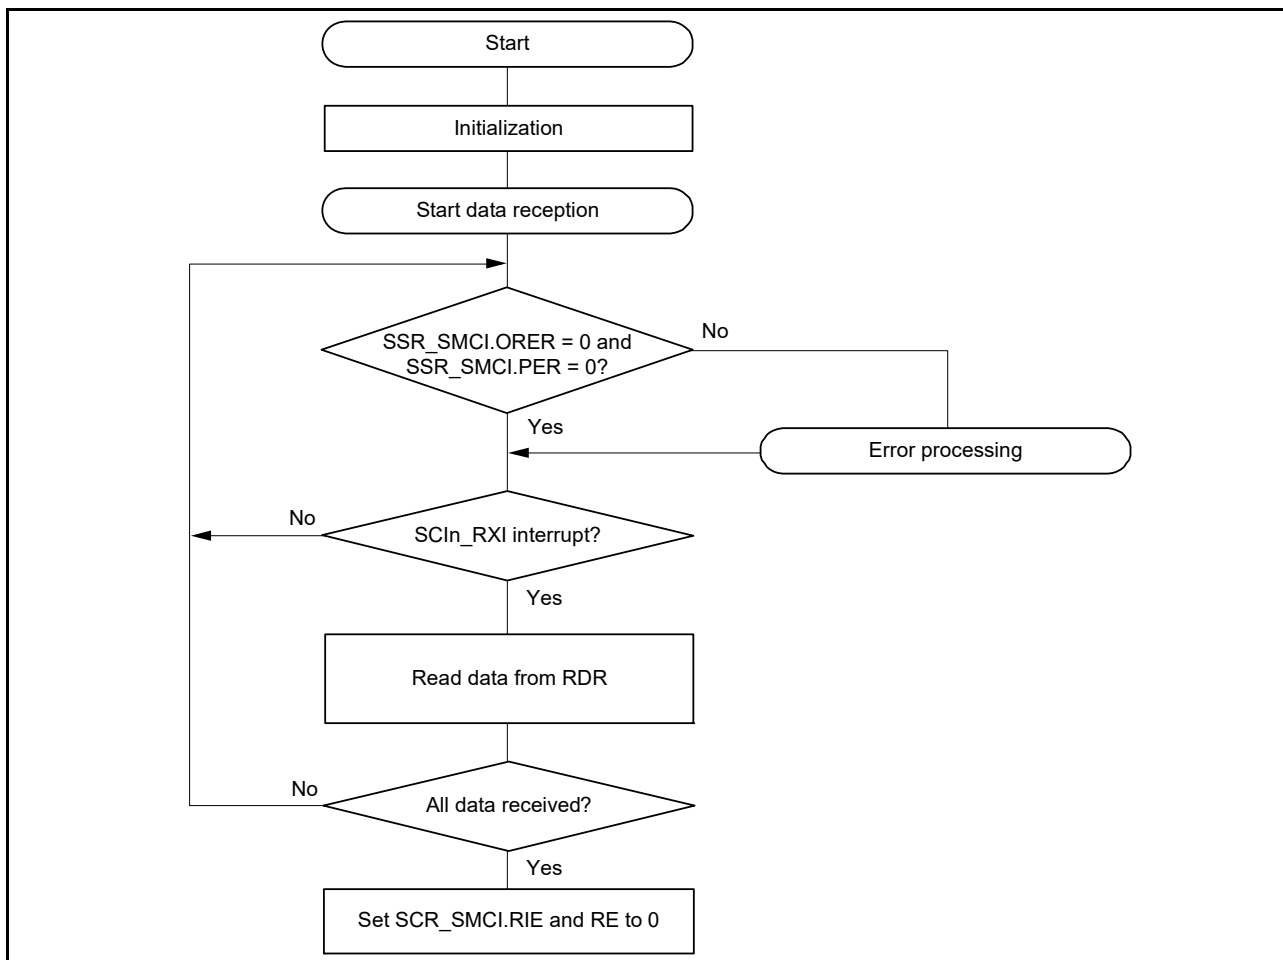 Start
Initialization
Start data reception
SSR_SMCI.ORER = 0 and
SSR_SMCI.PER = 0?
No
Yes
Error processing
SCIn_RXI interrupt?
No
Yes
Read data from RDR
All data received?
No
Yes
Set SCR_SMCI.RIE and RE to 0